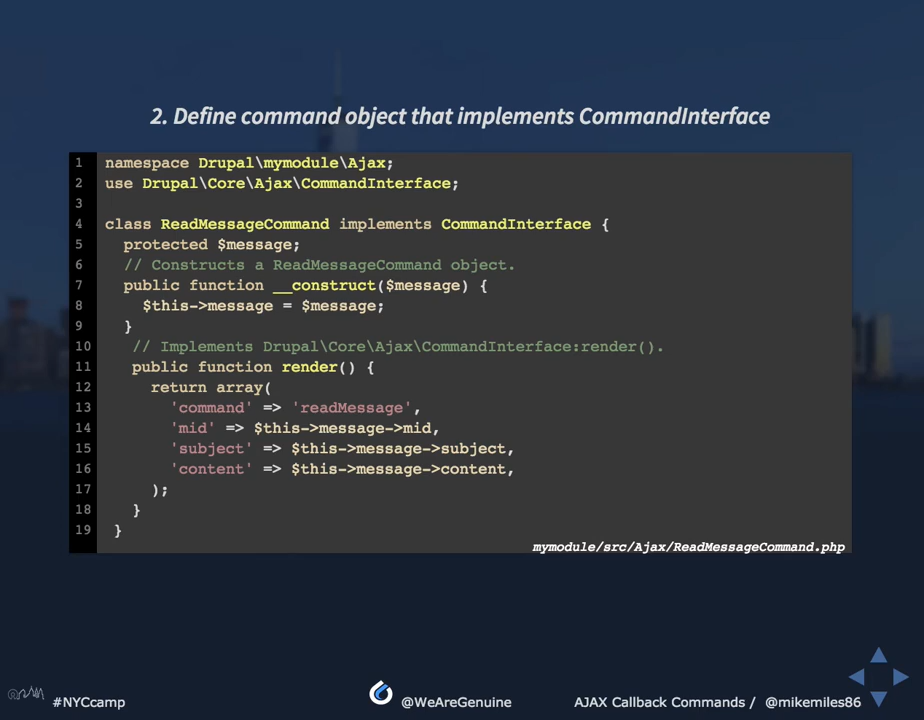 2. Define command object that implements CommandInterface
1 namespace Drupal\mymodule\Ajax;
2 use Drupal\Core\Ajax\CommandInterface;
3
4 class ReadMessageCommand implements CommandInterface {
5 protected $message;
6 // Constructs a ReadMessageCommand object.
7 public function __construct($message) {
8 $this->message = $message;
9 }
10 // Implements Drupal\Core\Ajax\CommandInterface:render().
11 public function render() {
12 return array(
13 'command' => 'readMessage',
14 'mid' => $this->message->mid,
15 'subject' => $this->message->subject,
16 'content' => $this->message->content,
17 );
18 }
19 }
mymodule/src/Ajax/ReadMessageCommand.php
#NYCcamp @WeAreGenuine AJAX Callback Commands / @mikemiles86